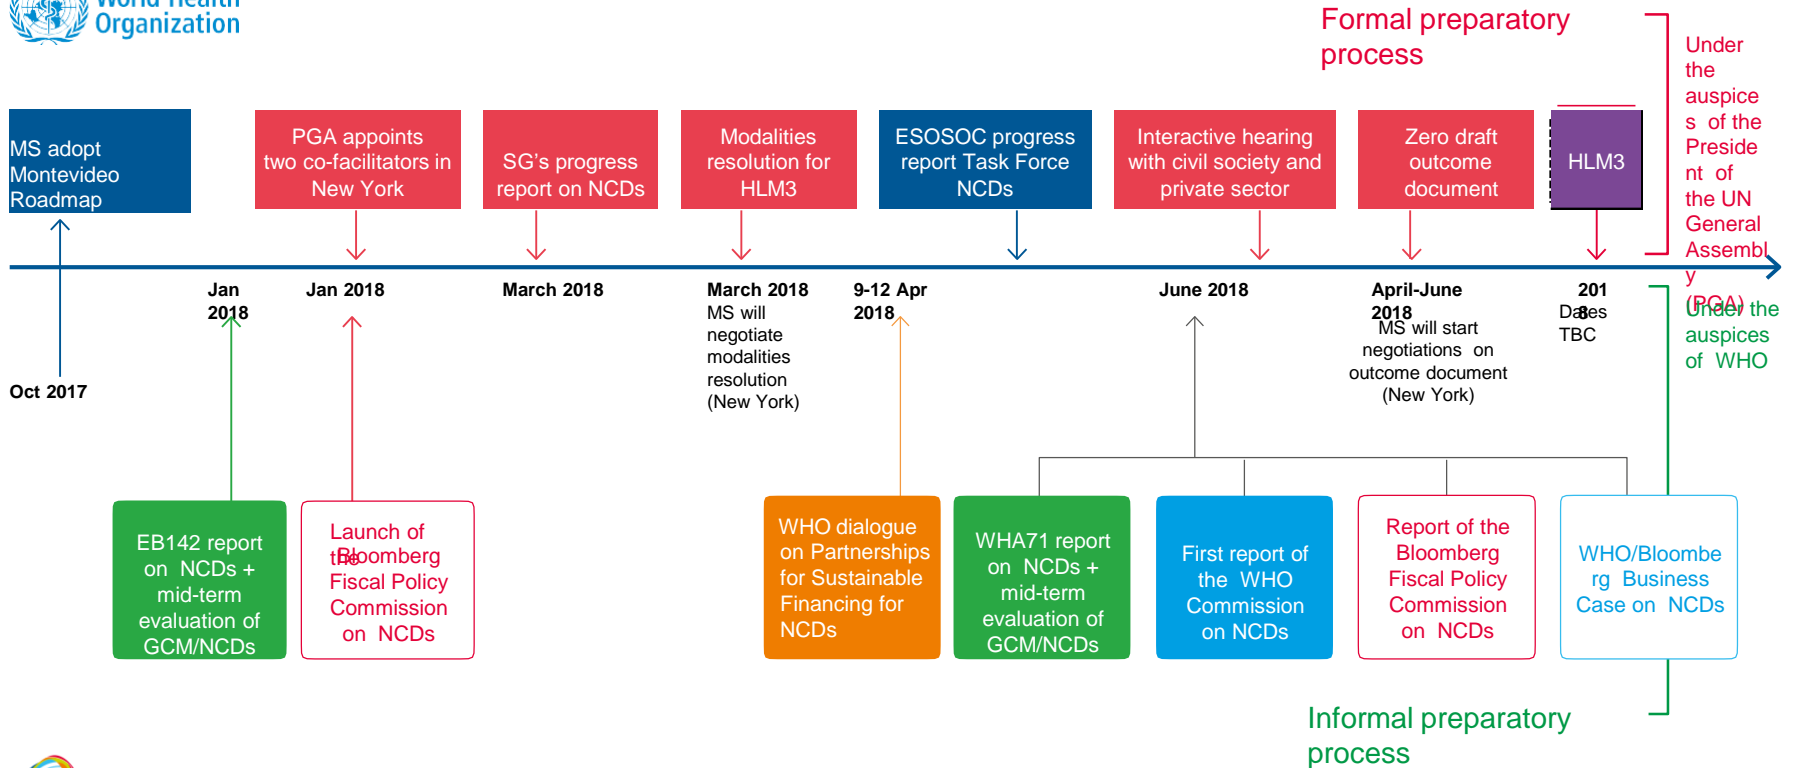 World Health
Organization
Formal preparatory
process
Under
the
auspice
s of the
Preside
nt of
the UN
General
Assembl
y
(PGA)
MS adopt
Montevideo
Roadmap
PGA appoints
two co-facilitators in
New York
SG's progress
report on NCDs
Modalities
resolution for
HLM3
ESOSOC progress
report Task Force
NCDs
Interactive hearing
with civil society and
private sector
Zero draft
outcome
document
HLM3
Oct 2017
Jan
2018
Jan 2018
March 2018
March 2018
MS will
negotiate
modalities
resolution
(New York)
9-12 Apr
2018
June 2018
April-June
2018
MS will start
negotiations on
outcome document
(New York)
201
8
Dates
TBC
Under the
auspices
of WHO
EB142 report
on NCDs +
mid-term
evaluation of
GCM/NCDs
Launch of
the
Bloomberg
Fiscal Policy
Commission
on NCDs
WHO dialogue
on Partnerships
for Sustainable
Financing for
NCDs
WHA71 report
on NCDs +
mid-term
evaluation of
GCM/NCDs
First report of
the WHO
Commission
on NCDs
Report of the
Bloomberg
Fiscal Policy
Commission
on NCDs
WHO/Bloombe
rg Business
Case on NCDs
Informal preparatory
process